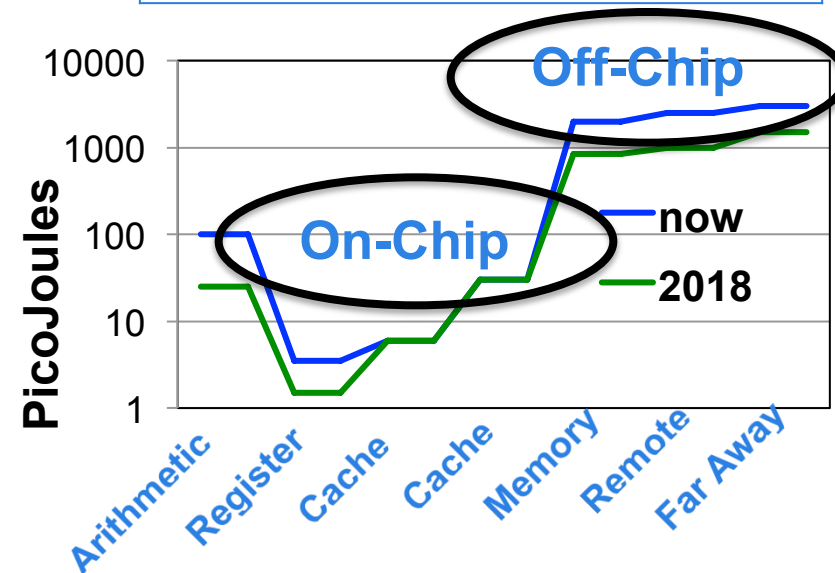 Off-Chip
10000
1000
100
10
1
PicoJoules
On-Chip
now
2018
Arithmetic
Register
Cache
Cache
Memory
Remote
Far Away